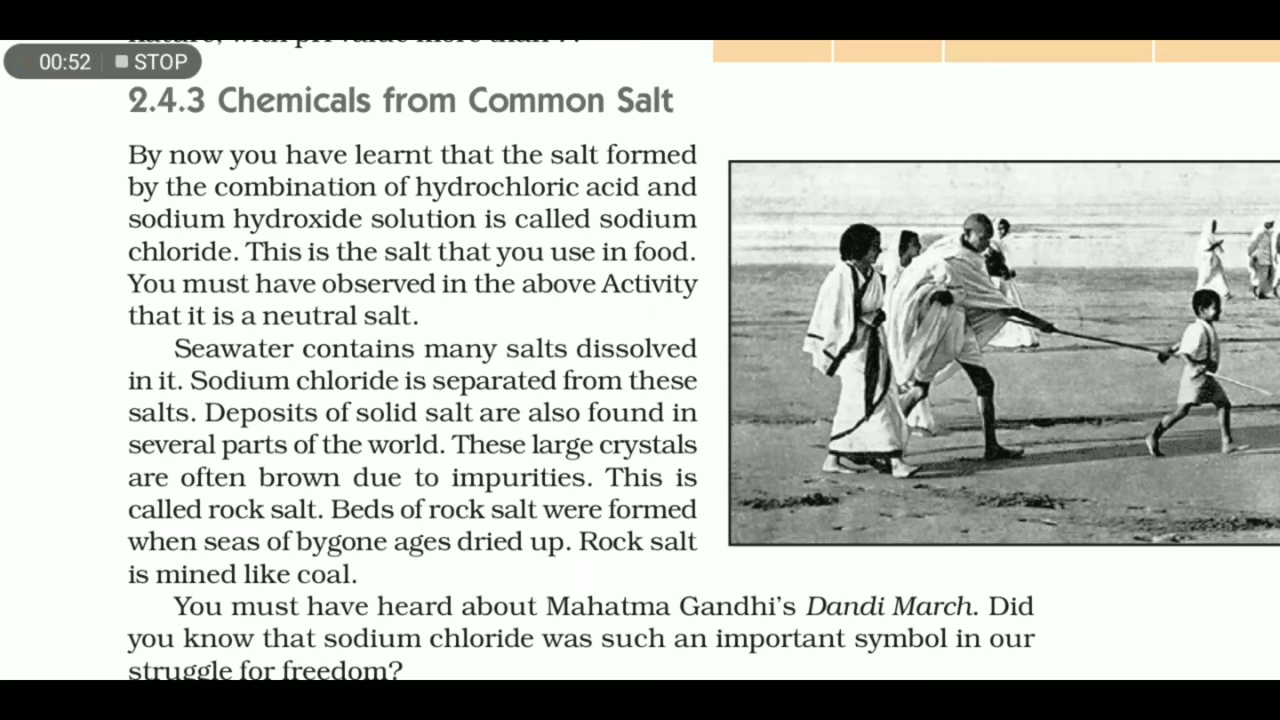 00:52 STOP
2.4.3 Chemicals from Common Salt
By now you have learnt that the salt formed
by the combination of hydrochloric acid and
sodium hydroxide solution is called sodium
chloride. This is the salt that you use in food.
You must have observed in the above Activity
that it is a neutral salt.
Seawater contains many salts dissolved
in it. Sodium chloride is separated from these
salts. Deposits of solid salt are also found in
several parts of the world. These large crystals
are often brown due to impurities. This is
called rock salt. Beds of rock salt were formed
when seas of bygone ages dried up. Rock salt
is mined like coal.
You must have heard about Mahatma Gandhi’s Dandi March. Did
you know that sodium chloride was such an important symbol in our
struggle for freedom?